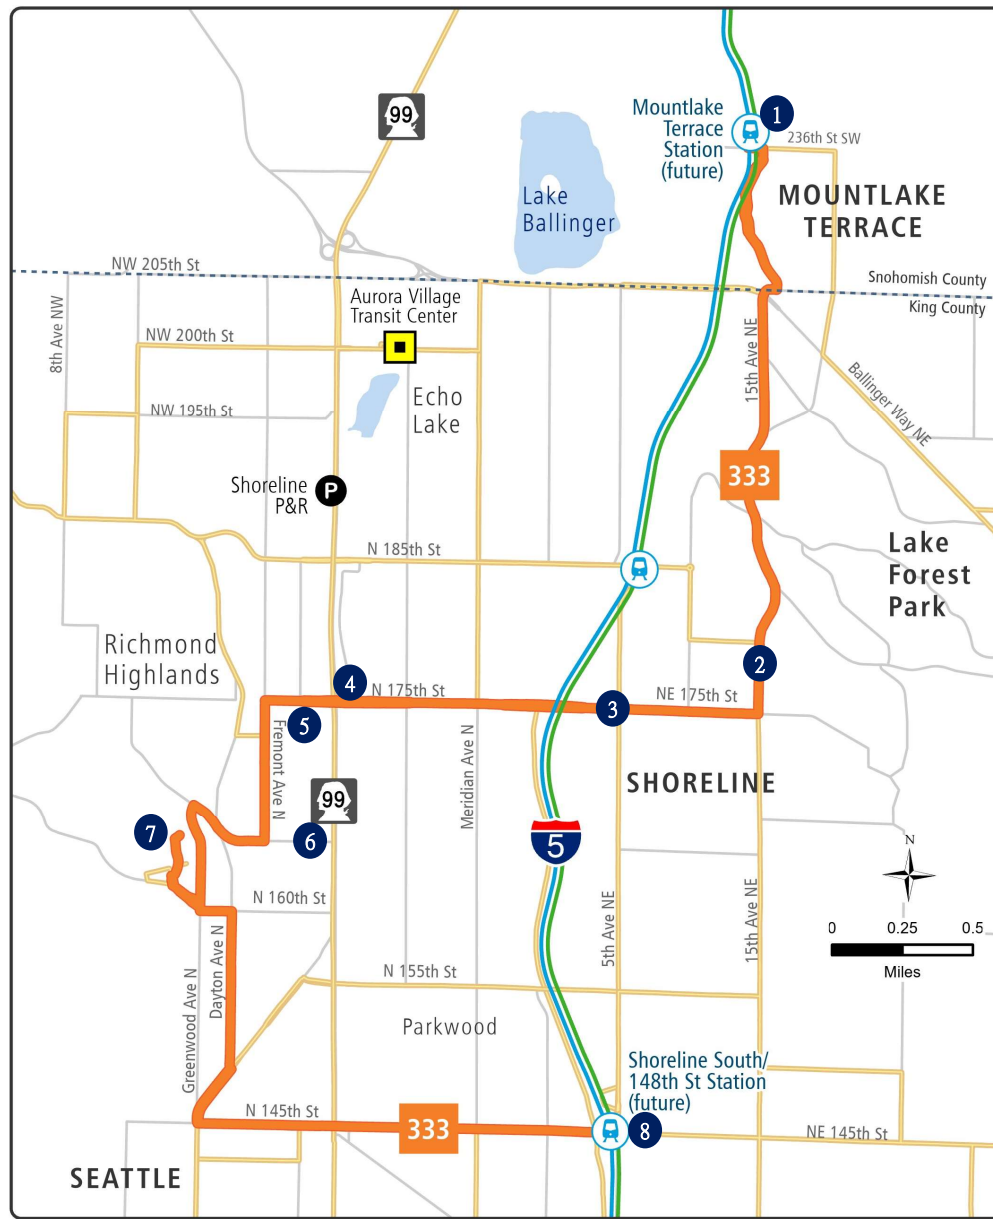 99
1
Mountlake
Terrace
Station
(future)
236th St SW
MOUNTLAKE
TERRACE
Lake
Ballinger
NW 205th St
Snohomish County
King County
8th Ave NW
Aurora Village
Transit Center
NW 200th St
15th Ave NE
Ballinger Way NE
Echo
Lake
NW 195th St
333
Shoreline
P&R
P
N 185th St
Lake
Forest
Park
Richmond
Highlands
2
4
N 175th St
NE 175th St
3
5
Fremont Ave N
Meridian Ave N
SHORELINE
99
7
6
5
N
N 160th St
5th Ave NE
15th Ave NE
0 0.25 0.5
Miles
Greenwood Ave N
Dayton Ave N
N 155th St
Parkwood
Shoreline South/
148th St Station
(future)
N 145th St
333
8
NE 145th St
SEATTLE